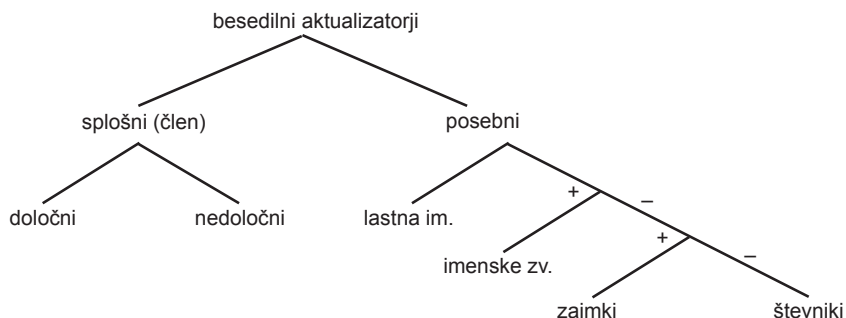 besedilni aktualizatorji
splošni (člen) posebni
določni nedoločni lastna im. + –
imenske zv. + –
zaimki števniki